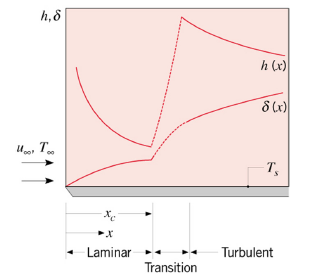 h, δ
h (x)
δ (x)
u∞, T∞
Ts
xc
x
Laminar
Transition
Turbulent